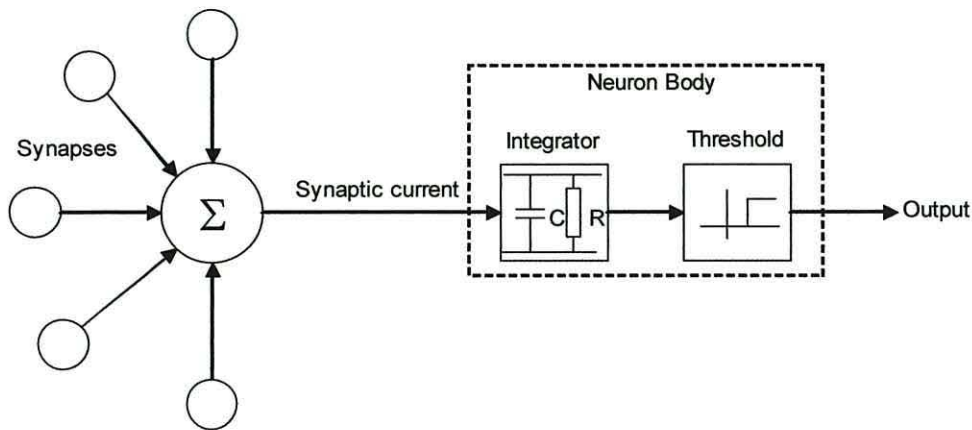 Neuron Body
Integrator
Threshold
Synapses
Synaptic current
Σ
C
R
Output